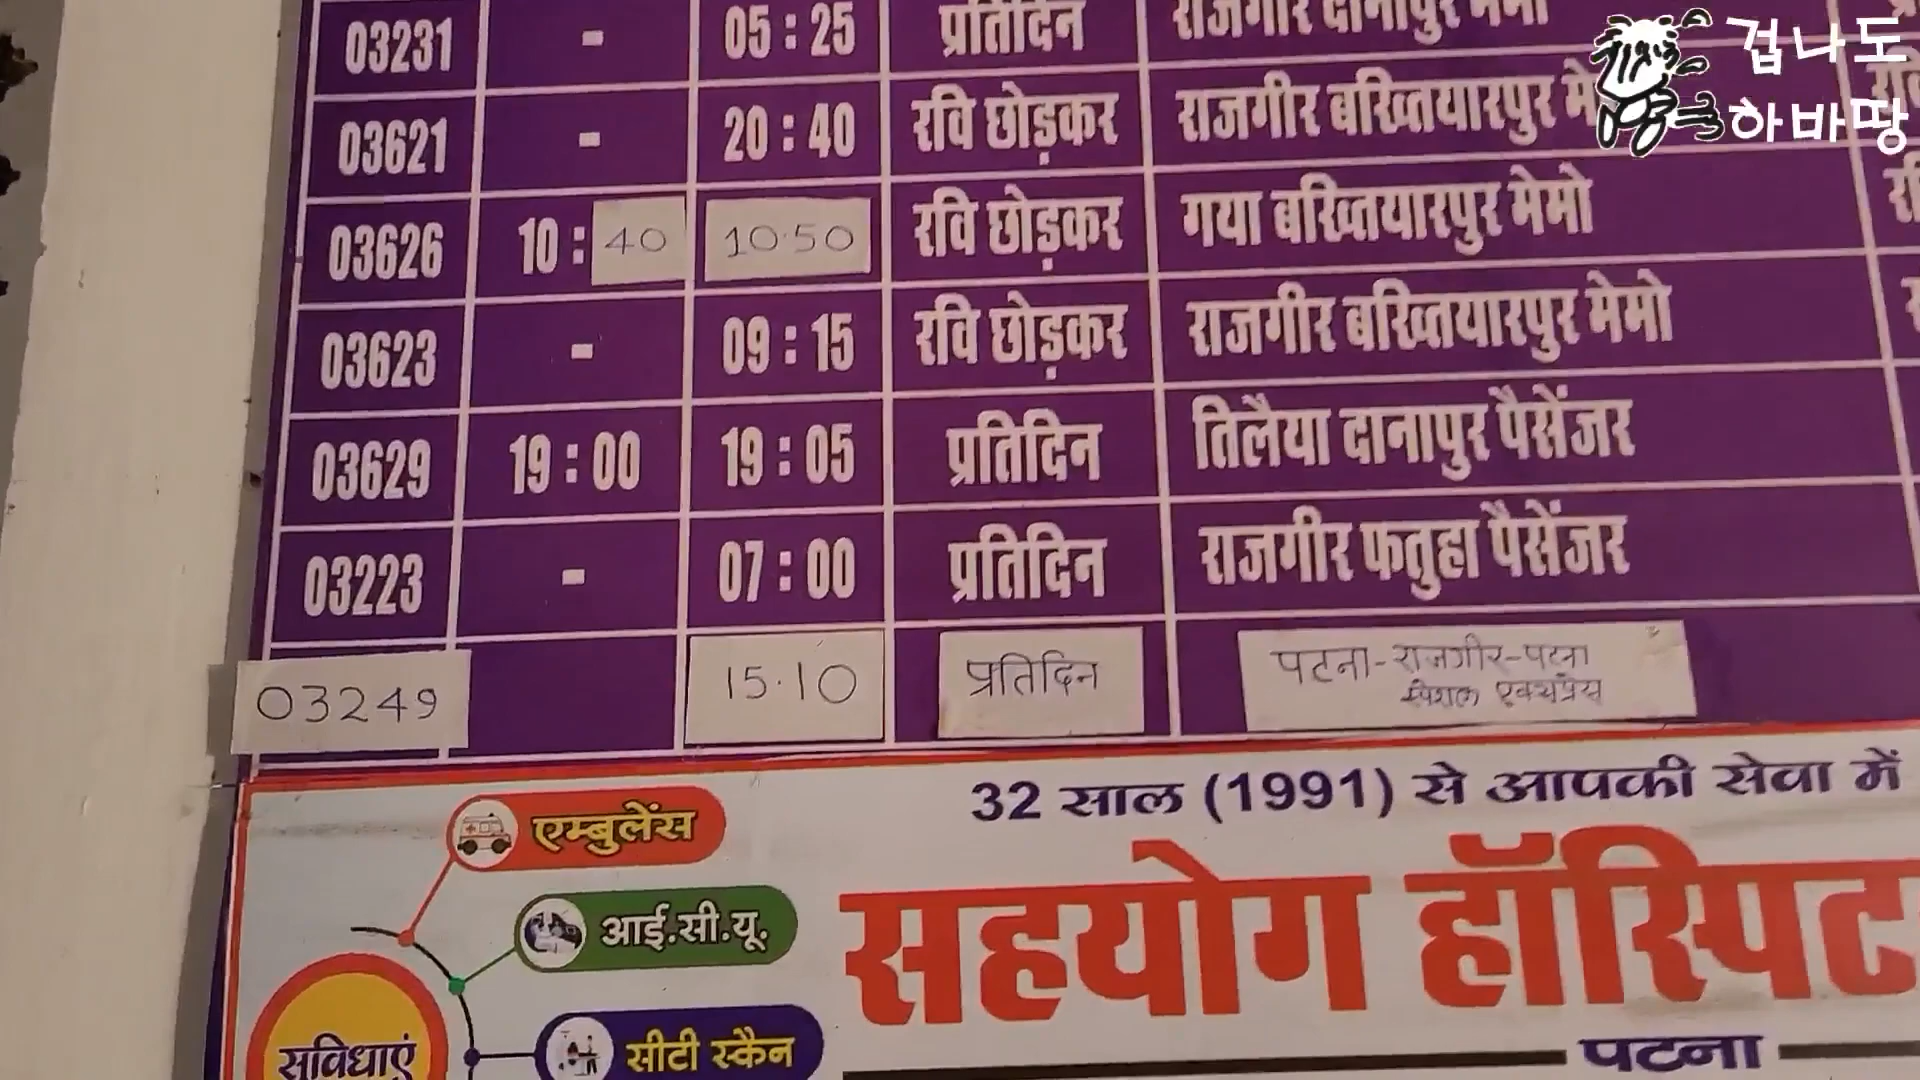 겁나도
하바땅
03231 - 05:25 प्रतिदिन राजगीर दानापुर मेमो
03621 - 20:40 रवि छोड़कर राजगीर बख्तियारपुर
03626 10:40 10.50 रवि छोड़कर गया बख्तियारपुर मेमो
03623 - 09:15 रवि छोड़कर राजगीर बख्तियारपुर मेमो
03629 19:00 19:05 प्रतिदिन तिलैया दानापुर पैसेंजर
03223 - 07:00 प्रतिदिन राजगीर फतुहा पैसेंजर
03249 15.10 प्रतिदिन पटना-राजगीर-पटना
स्पेशल एक्सप्रेस
32 साल (1991) से आपकी सेवा में
एम्बुलेंस
सहयोग हॉस्पिट
आई.सी.यू.
सुविधाएं
सीटी स्कैन
पटना